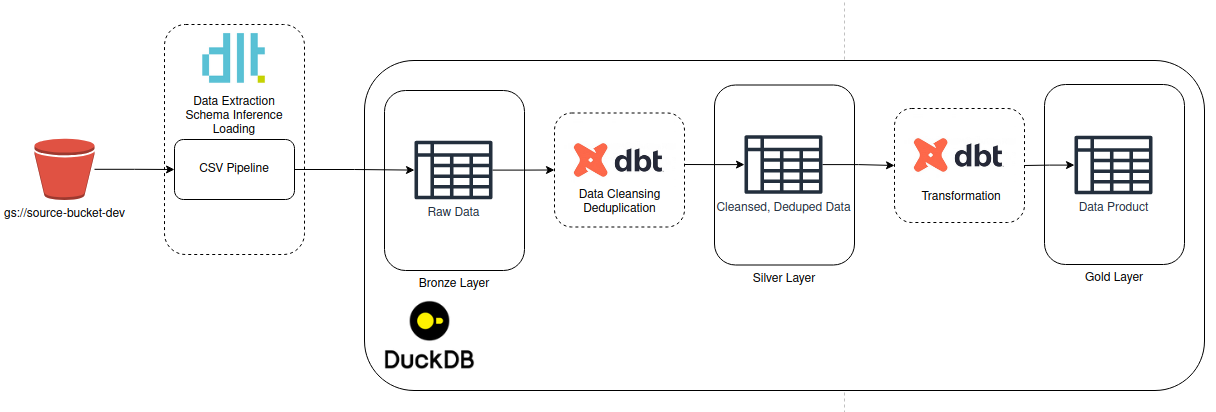 dlt
Data Extraction
Schema Inference
Loading
CSV Pipeline
gs://source-bucket-dev
Raw Data
Bronze Layer
dbt
Data Cleansing
Deduplication
Cleansed, Deduped Data
Silver Layer
dbt
Transformation
Data Product
Gold Layer
DuckDB